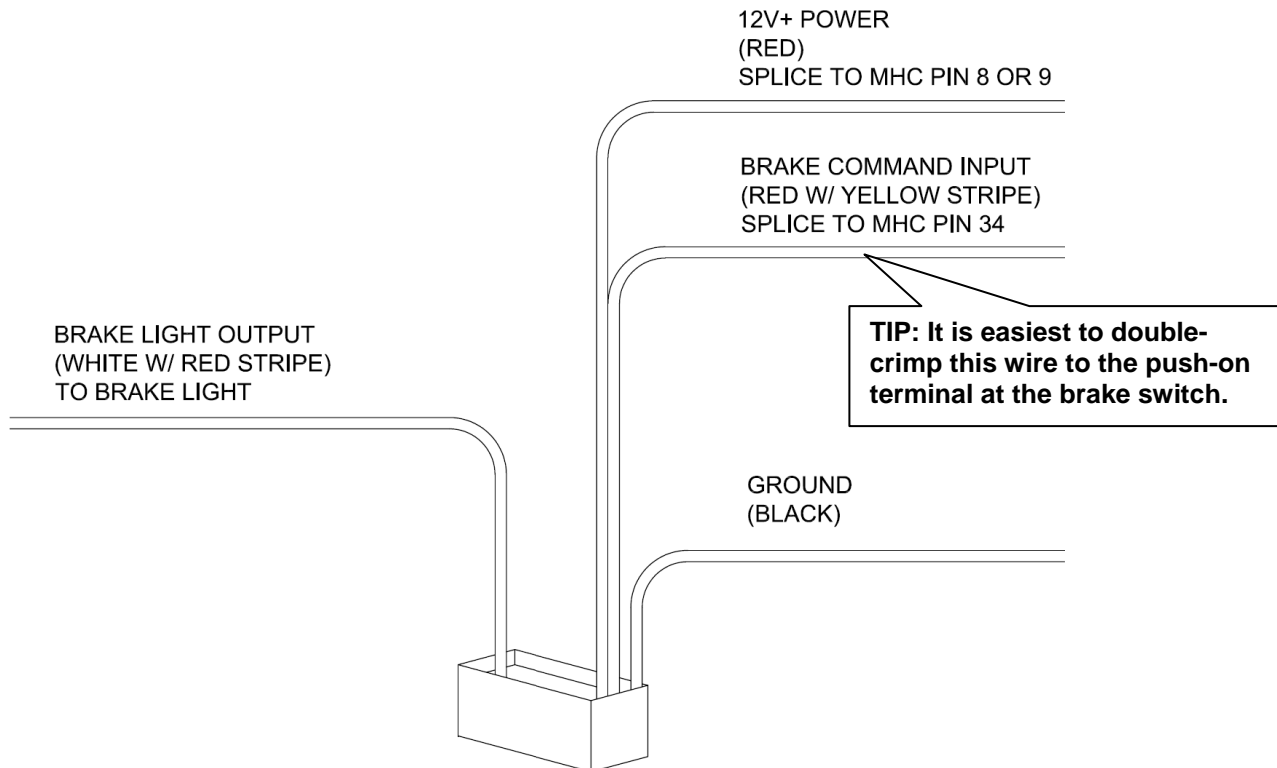 12V+ POWER
(RED)
SPLICE TO MHC PIN 8 OR 9
BRAKE COMMAND INPUT
(RED W/ YELLOW STRIPE)
SPLICE TO MHC PIN 34
TIP: It is easiest to double-
crimp this wire to the push-on
terminal at the brake switch.
BRAKE LIGHT OUTPUT
(WHITE W/ RED STRIPE)
TO BRAKE LIGHT
GROUND
(BLACK)